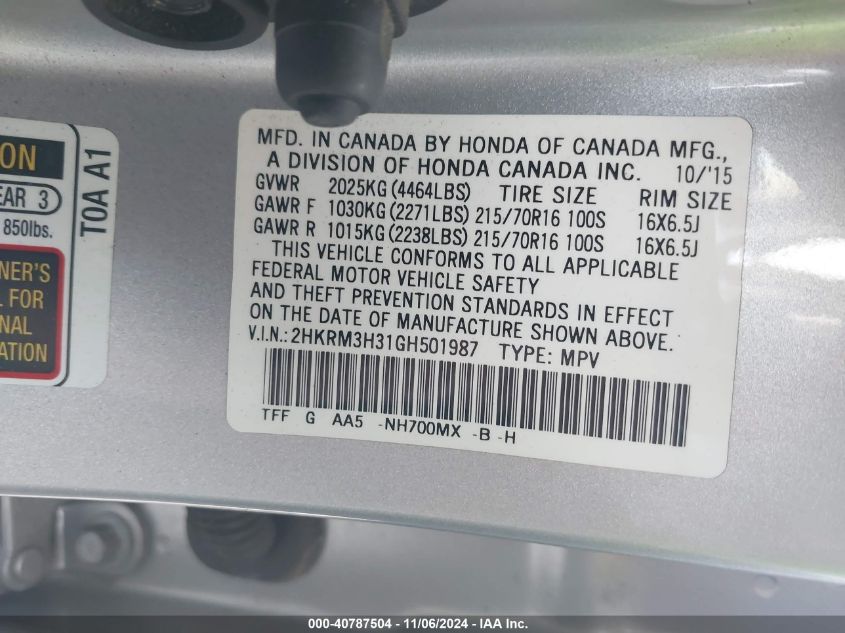 ON
EAR 3
850lbs.
NER'S
L FOR
NAL
ATION
TOA A1
MFD. IN CANADA BY HONDA OF CANADA MFG.,
A DIVISION OF HONDA CANADA INC. 10/'15
GVWR 2025KG (4464LBS) TIRE SIZE RIM SIZE
GAWR F 1030KG (2271LBS) 215/70R16 100S 16X6.5J
GAWR R 1015KG (2238LBS) 215/70R16 100S 16X6.5J
THIS VEHICLE CONFORMS TO ALL APPLICABLE
FEDERAL MOTOR VEHICLE SAFETY
AND THEFT PREVENTION STANDARDS IN EFFECT
ON THE DATE OF MANUFACTURE SHOWN ABOVE.
V.I.N.: 2HKRM3H31GH501987 TYPE: MPV
TFF G AA5 -NH700MX -B -H
000-40787504 — 11/06/2024 — IAA Inc.